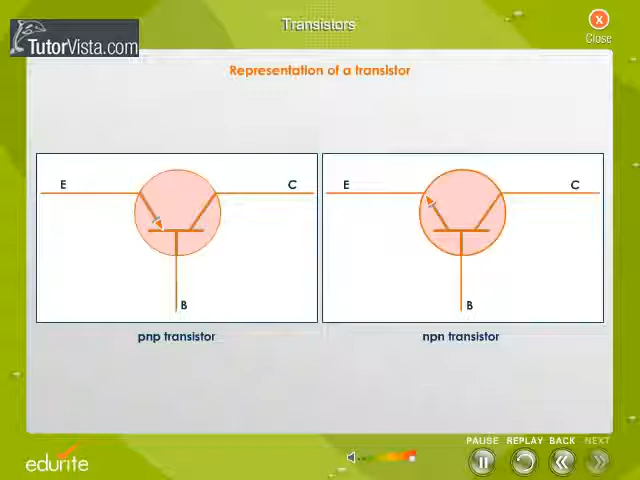 Transistors
TutorVista.com
Close
Representation of a transistor
E C E C
B B
pnp transistor npn transistor
PAUSE REPLAY BACK NEXT
edurite